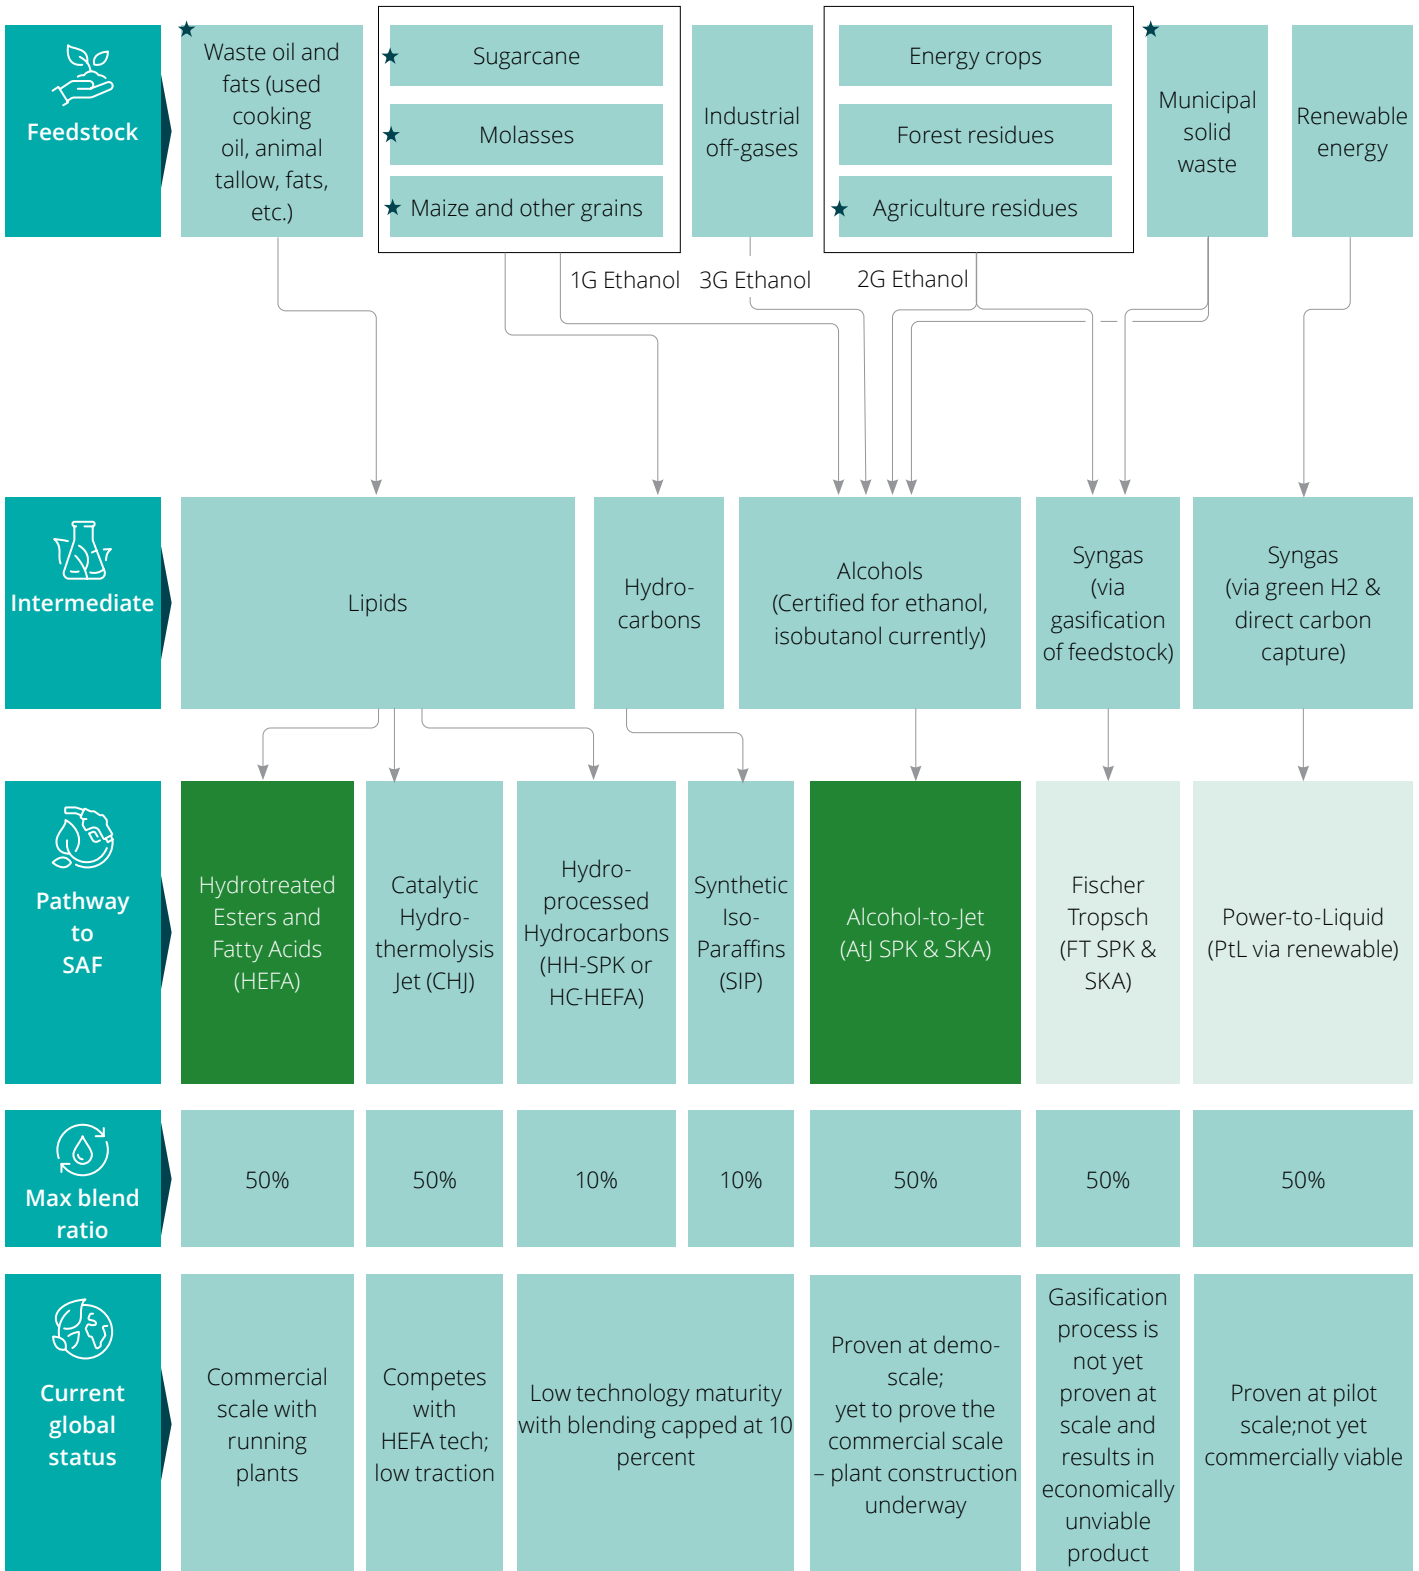 Feedstock
Waste oil and
fats (used
cooking
oil, animal
tallow, fats,
etc.)
Sugarcane
Molasses
Maize and other grains
Industrial
off-gases
Energy crops
Forest residues
Agriculture residues
Municipal
solid
waste
Renewable
energy
1G Ethanol
3G Ethanol
2G Ethanol
Intermediate
Lipids
Hydro-
carbons
Alcohols
(Certified for ethanol,
isobutanol currently)
Syngas
(via
gasification
of feedstock)
Syngas
(via green H2 &
direct carbon
capture)
Pathway
to
SAF
Hydrotreated
Esters and
Fatty Acids
(HEFA)
Catalytic
Hydro-
thermolysis
Jet (CHJ)
Hydro-
processed
Hydrocarbons
(HH-SPK or
HC-HEFA)
Synthetic
Iso-
Paraffins
(SIP)
Alcohol-to-Jet
(AtJ SPK & SKA)
Fischer
Tropsch
(FT SPK &
SKA)
Power-to-Liquid
(PtL via renewable)
Max blend
ratio
50%
50%
10%
10%
50%
50%
50%
Current
global
status
Commercial
scale with
running
plants
Competes
with
HEFA tech;
low traction
Low technology maturity
with blending capped at 10
percent
Proven at demo-
scale;
yet to prove the
commercial scale
– plant construction
underway
Gasification
process is
not yet
proven at
scale and
results in
economically
unviable
product
Proven at pilot
scale;not yet
commercially viable